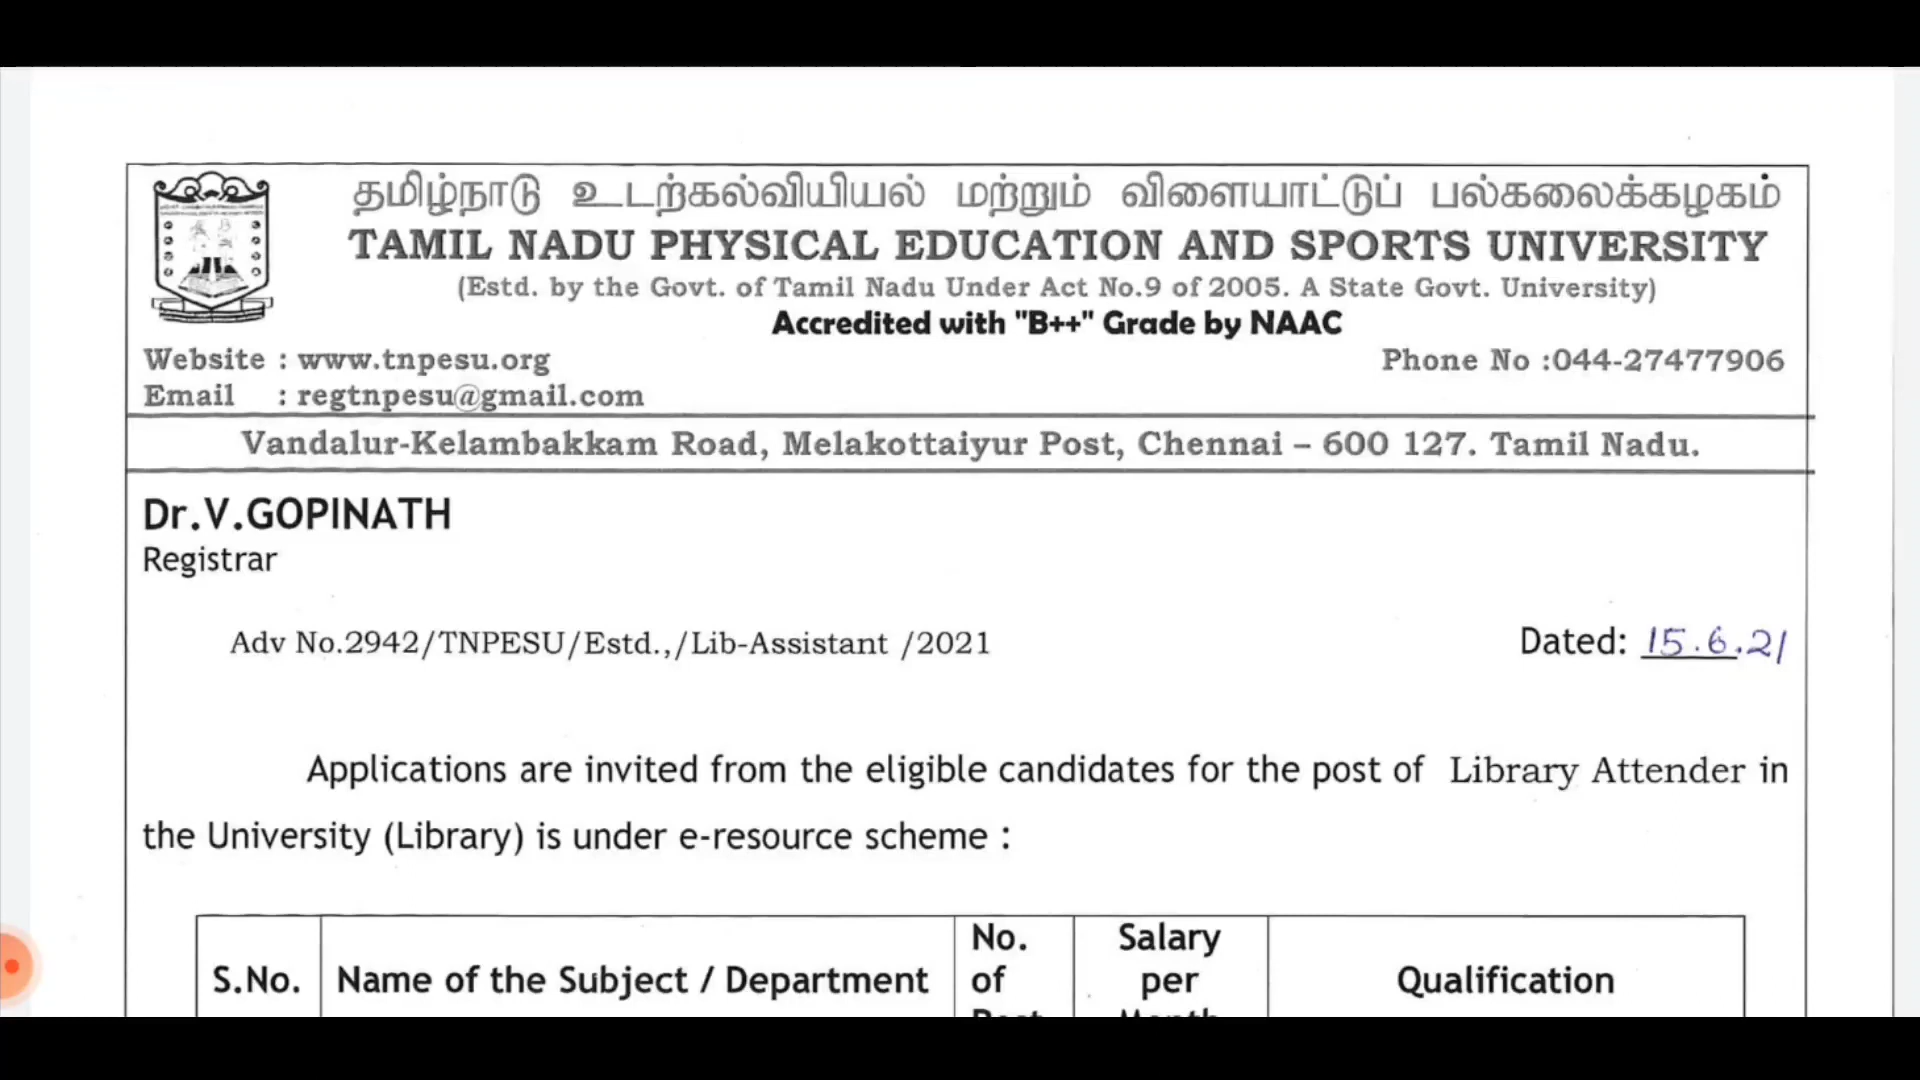 தமிழ்நாடு உடற்கல்வியியல் மற்றும் விளையாட்டுப் பல்கலைக்கழகம்
TAMIL NADU PHYSICAL EDUCATION AND SPORTS UNIVERSITY
(Estd. by the Govt. of Tamil Nadu Under Act No.9 of 2005. A State Govt. University)
Accredited with "B++" Grade by NAAC
Website : www.tnpesu.org
Phone No :044-27477906
Email : regtnpesu@gmail.com
Vandalur-Kelambakkam Road, Melakottaiyur Post, Chennai – 600 127. Tamil Nadu.
Dr.V.GOPINATH
Registrar
Adv No.2942/TNPESU/Estd.,/Lib-Assistant /2021
Dated: 15.6.21
Applications are invited from the eligible candidates for the post of Library Attender in
the University (Library) is under e-resource scheme :
S.No.
Name of the Subject / Department
No.
of
Post
Salary
per
Month
Qualification